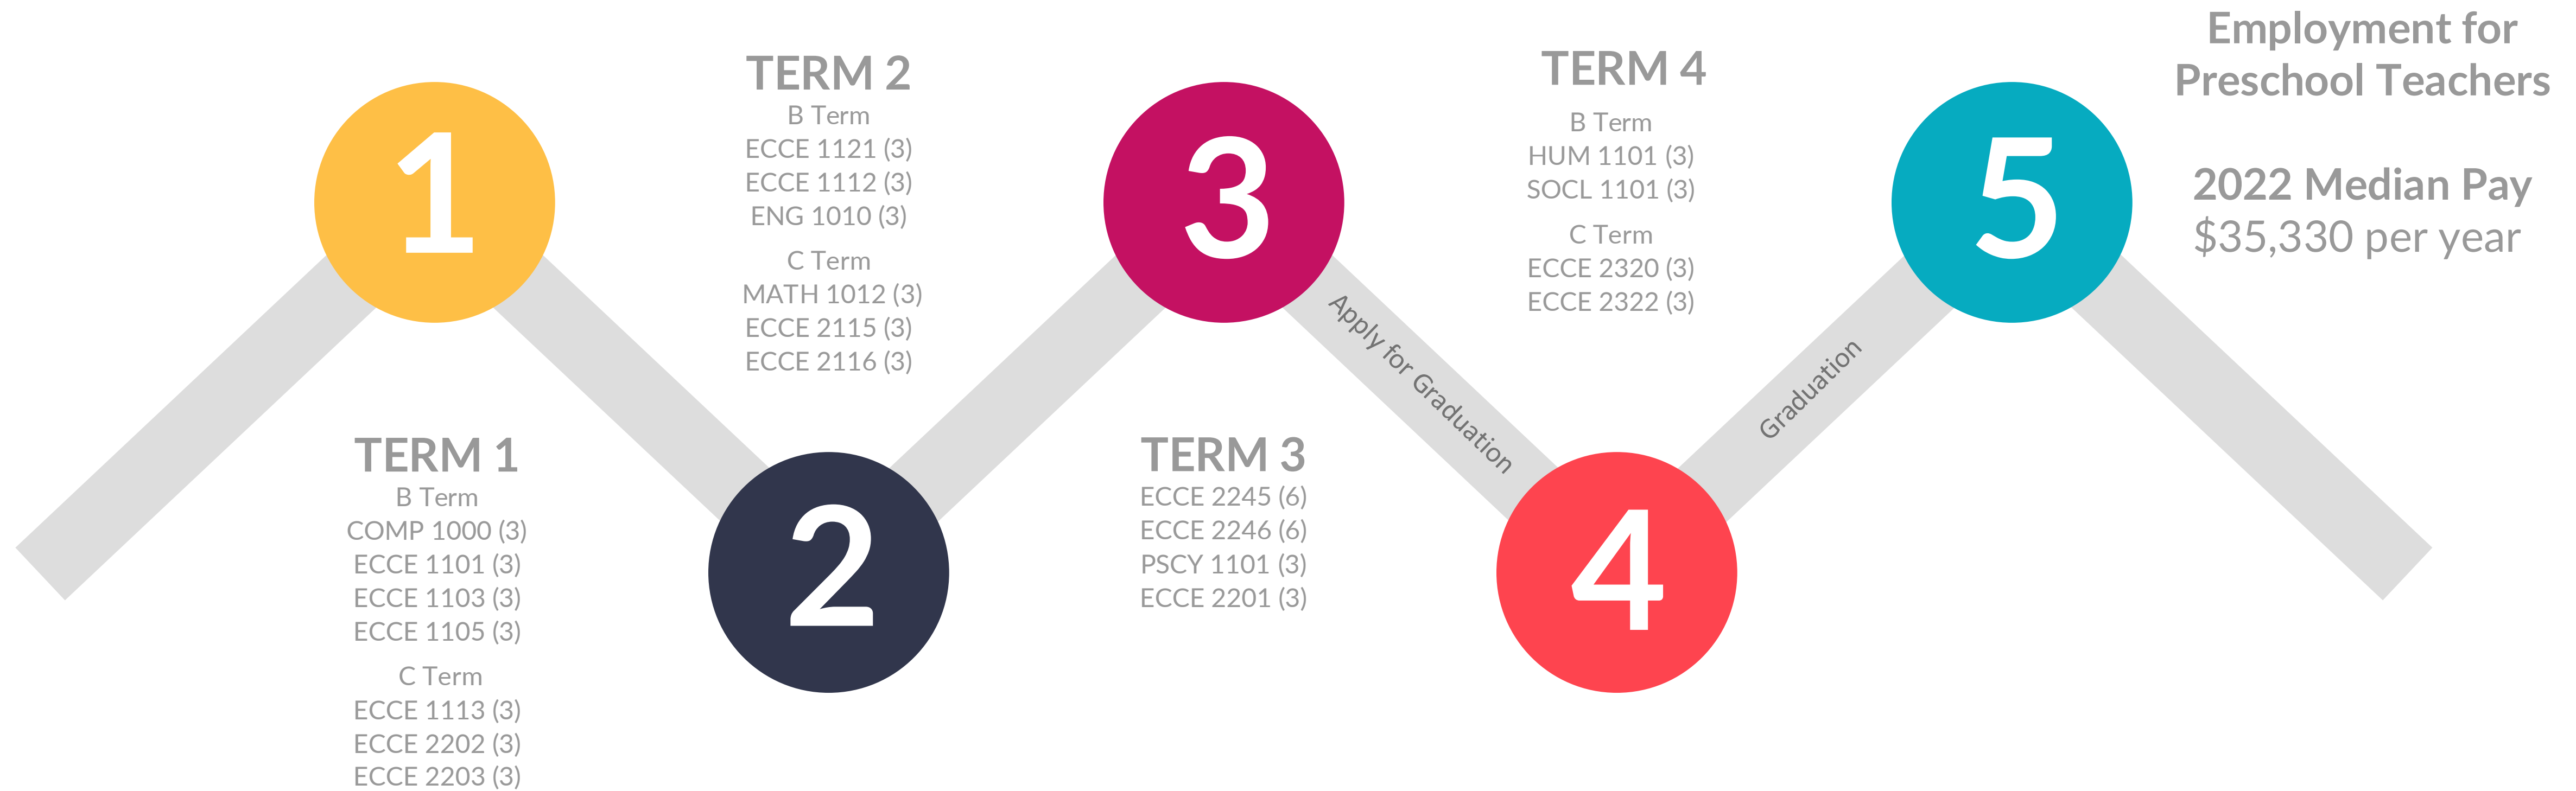 1
TERM 1
B Term
COMP 1000 (3)
ECCE 1101 (3)
ECCE 1103 (3)
ECCE 1105 (3)
C Term
ECCE 1113 (3)
ECCE 2202 (3)
ECCE 2203 (3)
TERM 2
B Term
ECCE 1121 (3)
ECCE 1112 (3)
ENG 1010 (3)
C Term
MATH 1012 (3)
ECCE 2115 (3)
ECCE 2116 (3)
2
3
TERM 3
ECCE 2245 (6)
ECCE 2246 (6)
PSCY 1101 (3)
ECCE 2201 (3)
Apply for Graduation
TERM 4
B Term
HUM 1101 (3)
SOCL 1101 (3)
C Term
ECCE 2320 (3)
ECCE 2322 (3)
4
Graduation
5
Employment for
Preschool Teachers
2022 Median Pay
$35,330 per year